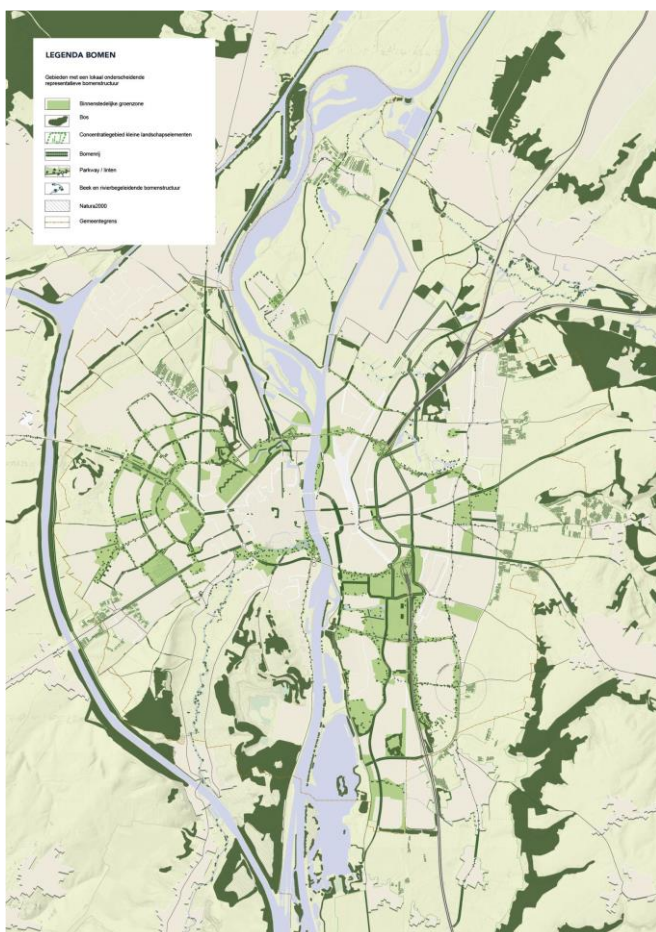 LEGENDA BOMEN
Gebieden met een lokaal onderscheidende
representatieve bomenstructuur
Binnenstedelijke groenzone
Bos
Concentratiegebied kleine landschapselementen
Bomenrij
Parkway / linten
Beek en rivierbegeleidende bomenstructuur
Natura2000
Gemeentegrens